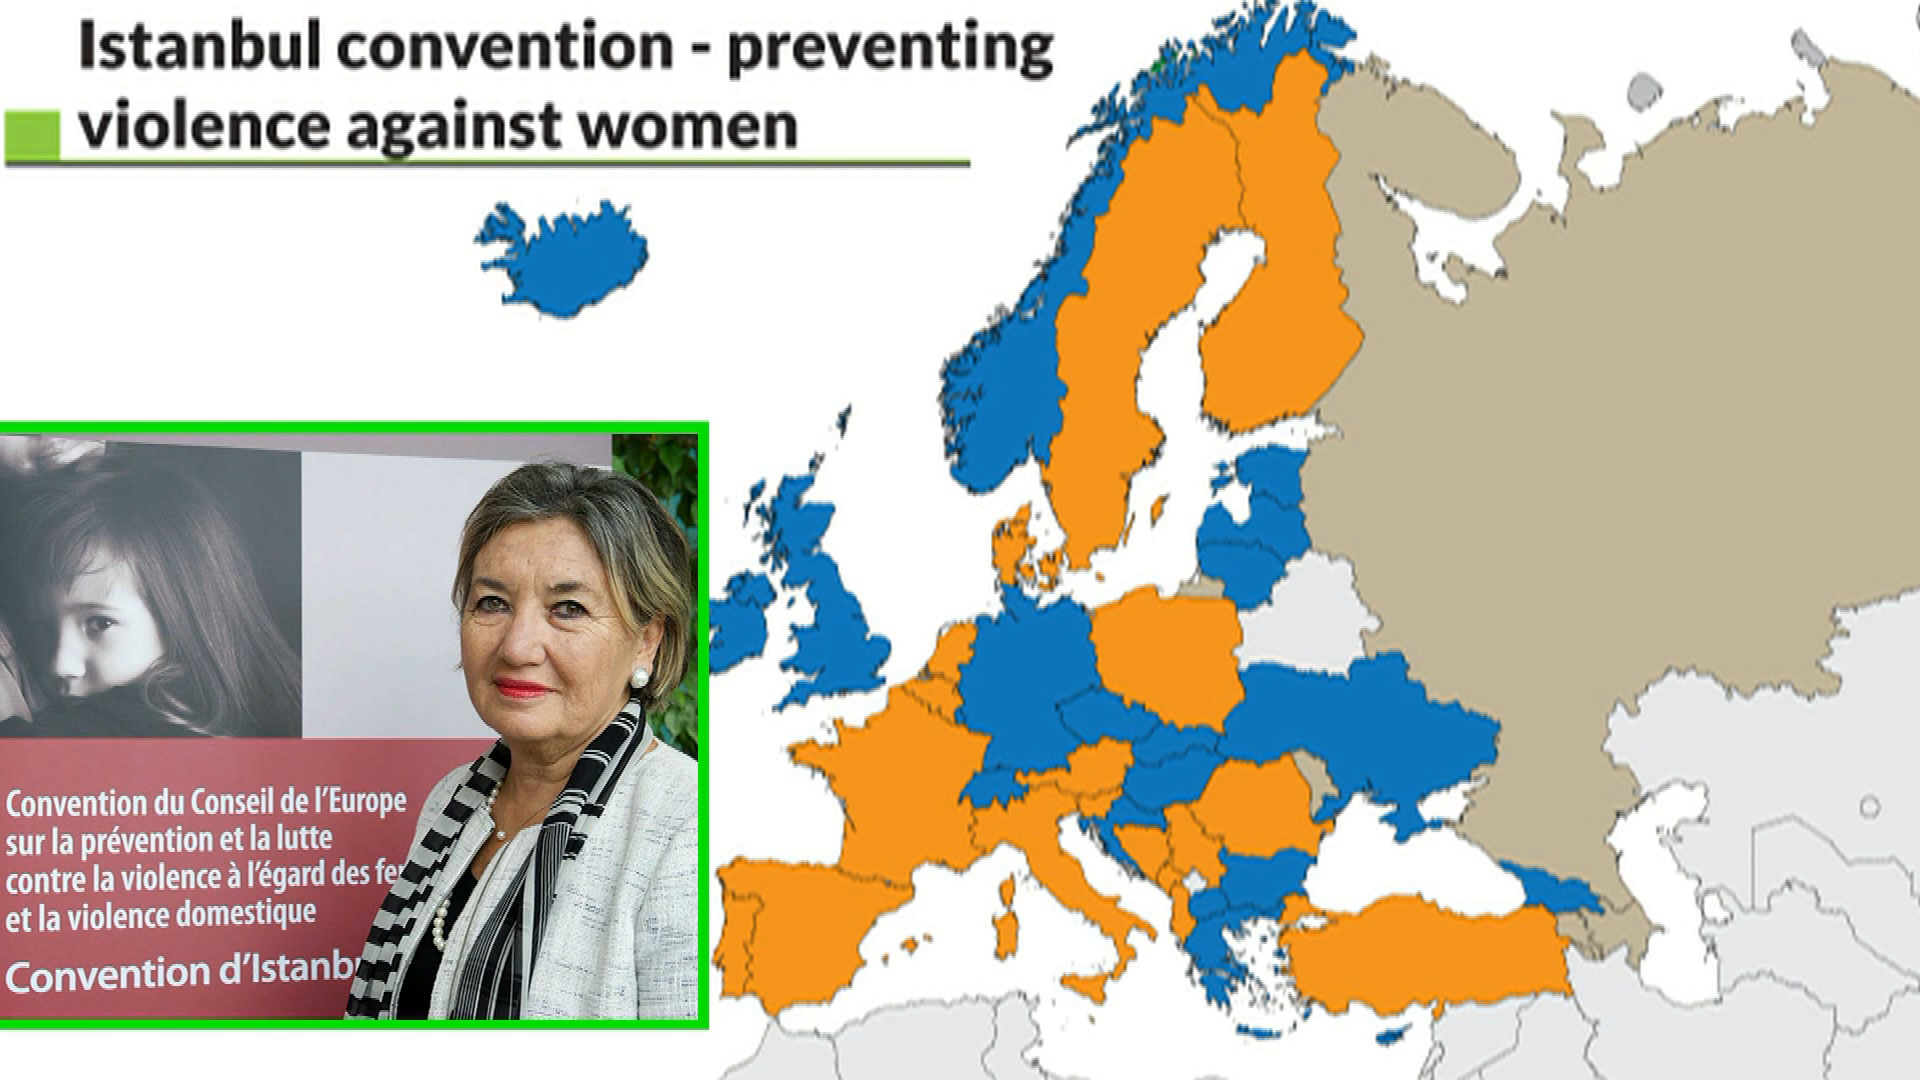 Istanbul convention - preventing
violence against women
Convention du Conseil de l'Europe
sur la prévention et la lutte
contre la violence à l'égard des
et la violence domestique
Convention